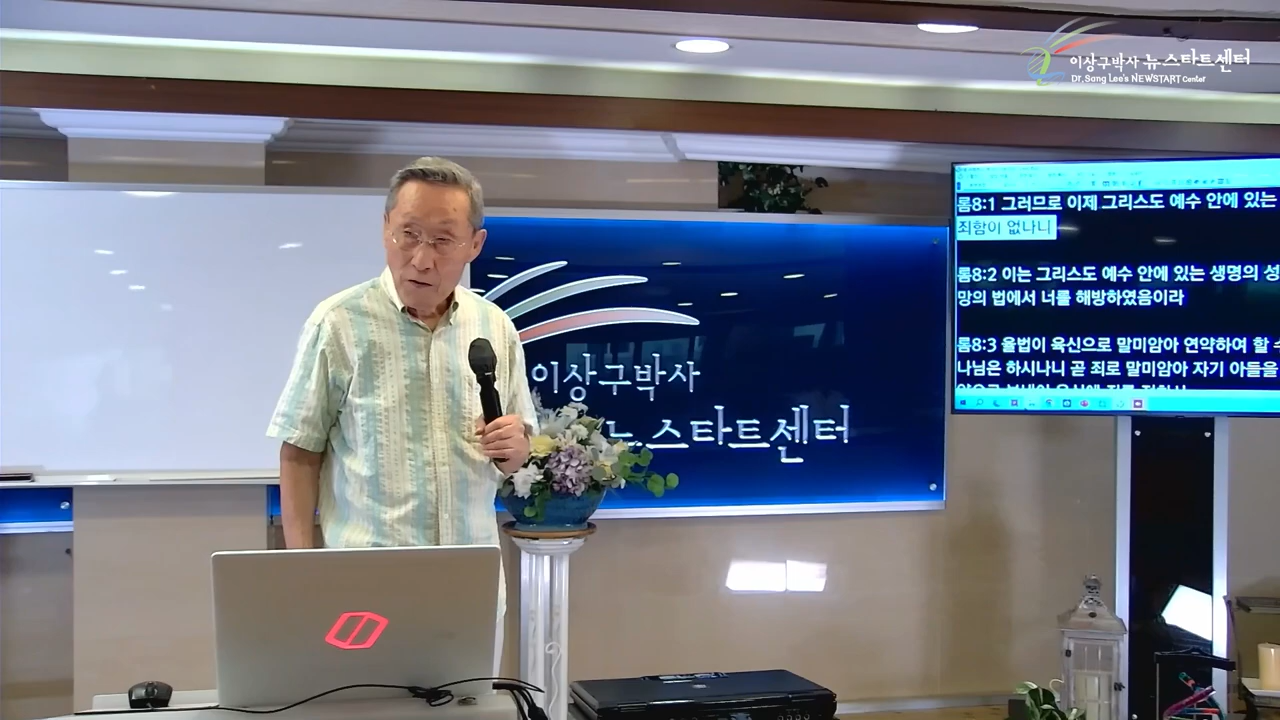 이상구박사 뉴스타트센터
Dr. Sang Lee's NEWSTART Center
이상구박사
뉴스타트센터
롬8:1 그러므로 이제 그리스도 예수 안에 있는
죄함이 없나니
롬8:2 이는 그리스도 예수 안에 있는 생명의 성
망의 법에서 너를 해방하였음이라
롬8:3 율법이 육신으로 말미암아 연약하여 할 수
나님은 하시나니 곧 죄로 말미암아 자기 아들을